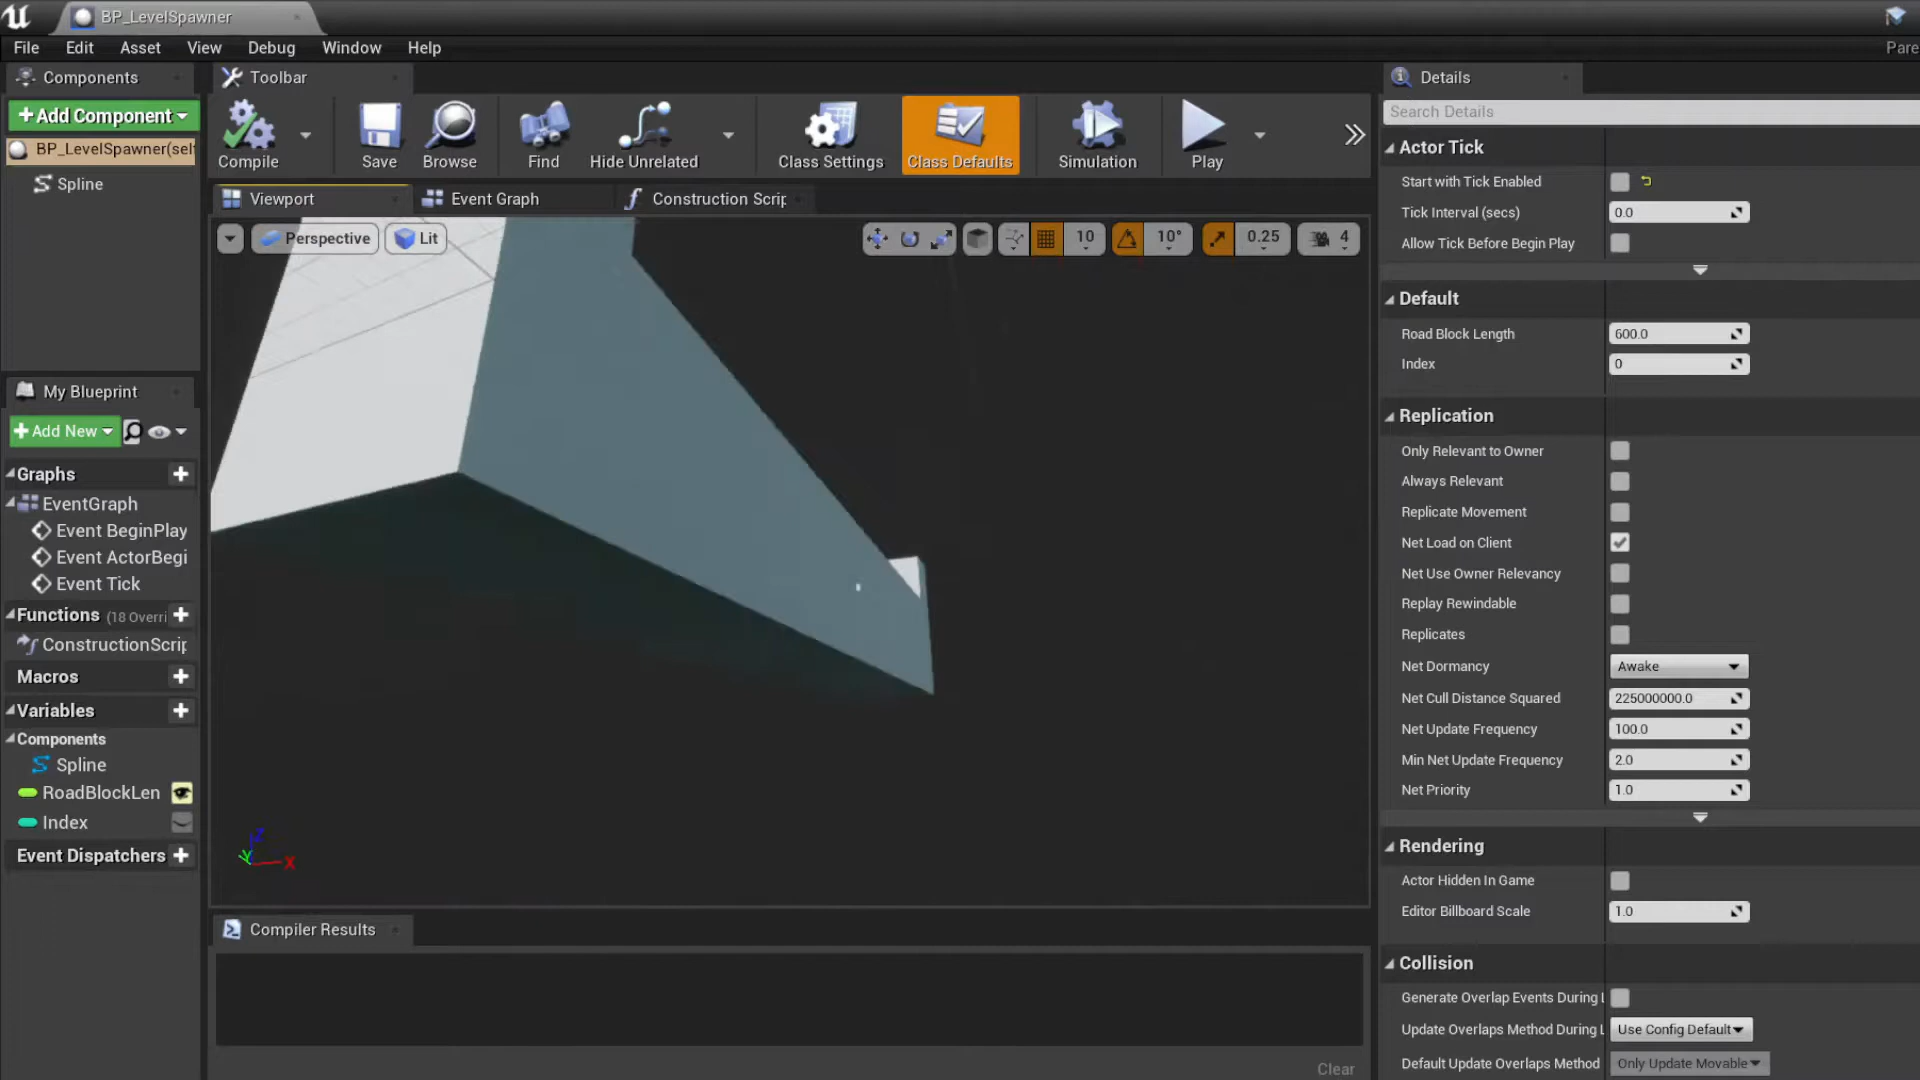 BP_LevelSpawner
File Edit Asset View Debug Window Help
Pare
Components
Add Component
BP_LevelSpawner(self
Spline
Toolbar
Compile
Save
Browse
Find
Hide Unrelated
Class Settings
Class Defaults
Simulation
Play
Viewport
Event Graph
Construction Scrip
Perspective
Lit
10
10°
0.25
4
My Blueprint
Add New
Graphs
EventGraph
Event BeginPlay
Event ActorBegi
Event Tick
Functions (18 Overri
ConstructionScrip
Macros
Variables
Components
Spline
RoadBlockLen
Index
Event Dispatchers
Compiler Results
Clear
Details
Search Details
Actor Tick
Start with Tick Enabled
Tick Interval (secs) 0.0
Allow Tick Before Begin Play
Default
Road Block Length 600.0
Index 0
Replication
Only Relevant to Owner
Always Relevant
Replicate Movement
Net Load on Client
Net Use Owner Relevancy
Replay Rewindable
Replicates
Net Dormancy Awake
Net Cull Distance Squared 225000000.0
Net Update Frequency 100.0
Min Net Update Frequency 2.0
Net Priority 1.0
Rendering
Actor Hidden In Game
Editor Billboard Scale 1.0
Collision
Generate Overlap Events During L
Update Overlaps Method During L Use Config Default
Default Update Overlaps Method Only Update Movable